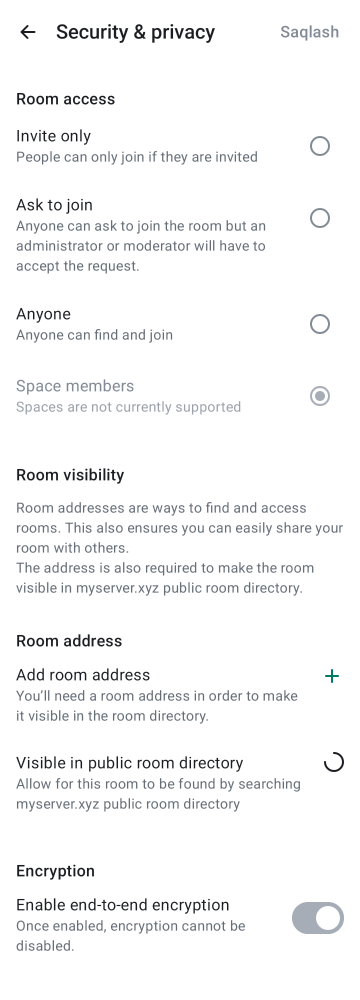 Security & privacy
Saqlash
Room access
Invite only
People can only join if they are invited
Ask to join
Anyone can ask to join the room but an
administrator or moderator will have to
accept the request.
Anyone
Anyone can find and join
Space members
Spaces are not currently supported
Room visibility
Room addresses are ways to find and access
rooms. This also ensures you can easily share your
room with others.
The address is also required to make the room
visible in myserver.xyz public room directory.
Room address
Add room address
You’ll need a room address in order to make
it visible in the room directory.
Visible in public room directory
Allow for this room to be found by searching
myserver.xyz public room directory
Encryption
Enable end-to-end encryption
Once enabled, encryption cannot be
disabled.